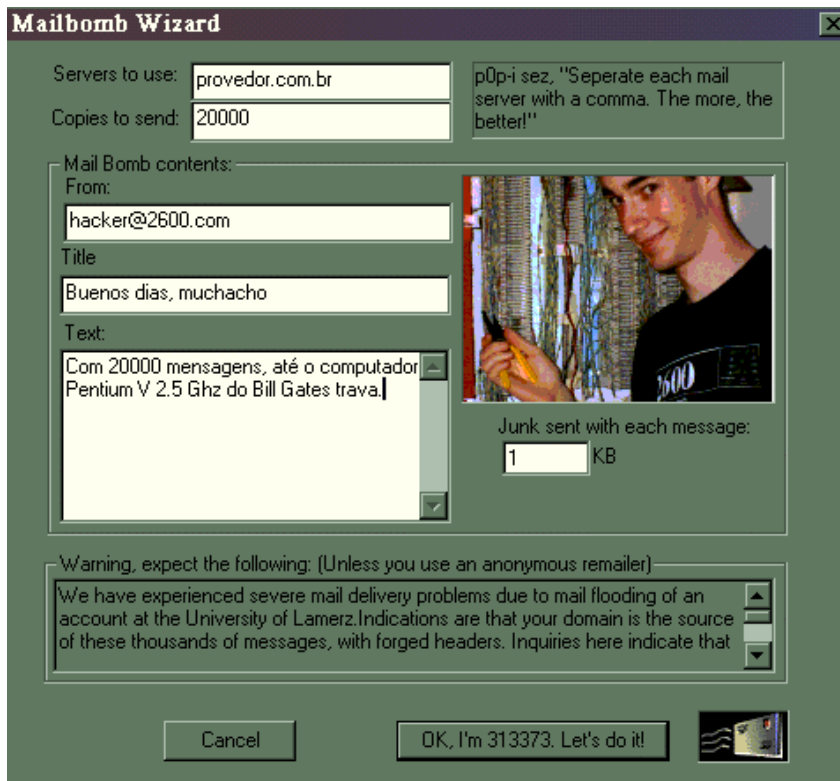 Mailbomb Wizard
Servers to use:
provedor.com.br
Copies to send:
20000
p0p-i sez, "Seperate each mail
server with a comma. The more, the
better!"
Mail Bomb contents:
From:
hacker@2600.com
Title
Buenos dias, muchacho
Text:
Com 20000 mensagens, até o computador
Pentium V 2.5 Ghz do Bill Gates trava.
2600
Junk sent with each message:
1 KB
Warning, expect the following: (Unless you use an anonymous remailer)
We have experienced severe mail delivery problems due to mail flooding of an
account at the University of Lamerz.Indications are that your domain is the source
of these thousands of messages, with forged headers. Inquiries here indicate that
Cancel
OK, I'm 313373. Let's do it!